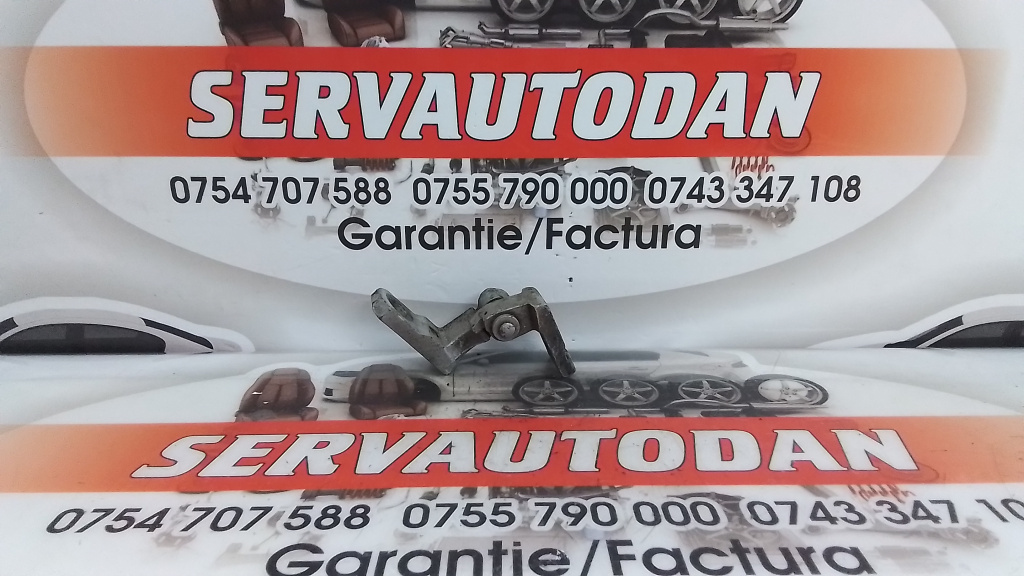 SERVAUTODAN
0754 707 588 0755 790 000 0743 347 108
Garantie/Factura
SERVAUTODAN
0754 707 588 0755 790 000 0743 347 10
Garantie/Factura